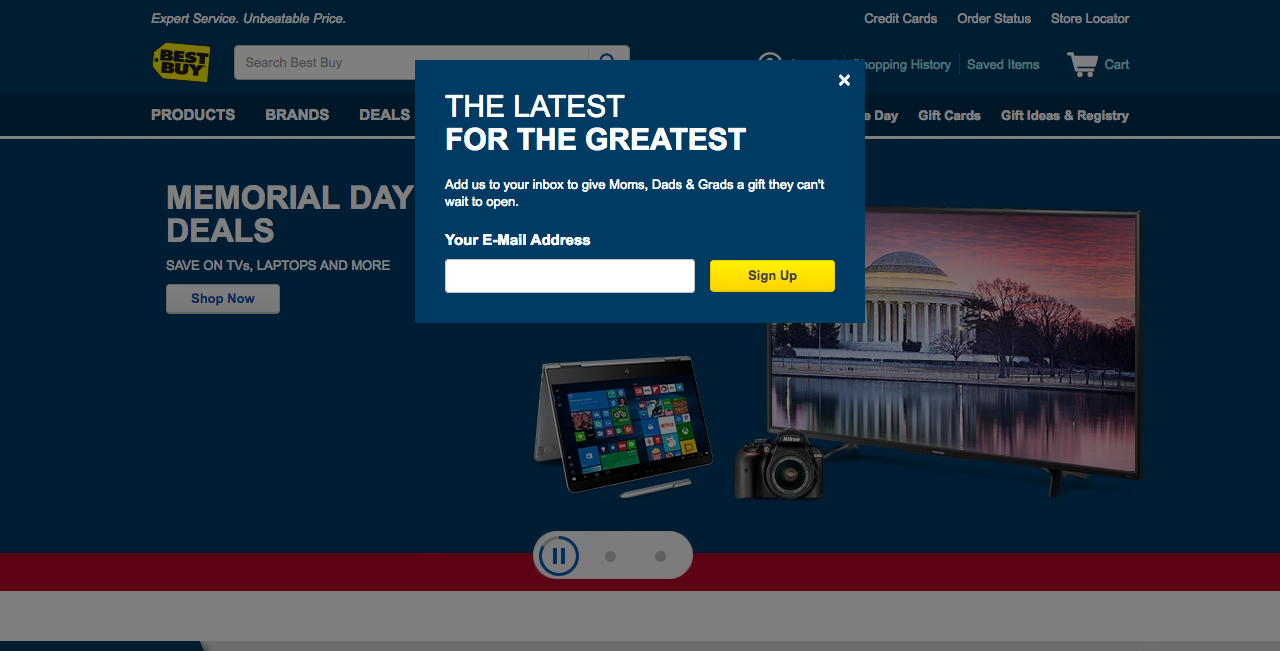 Expert Service. Unbeatable Price.
Credit Cards Order Status Store Locator
BEST
BUY
Search Best Buy
Shopping History Saved Items Cart
PRODUCTS BRANDS DEALS
Day Gift Cards Gift Ideas & Registry
THE LATEST
FOR THE GREATEST
Add us to your inbox to give Moms, Dads & Grads a gift they can't
wait to open.
Your E-Mail Address
Sign Up
MEMORIAL DAY
DEALS
SAVE ON TVs, LAPTOPS AND MORE
Shop Now
Nikon